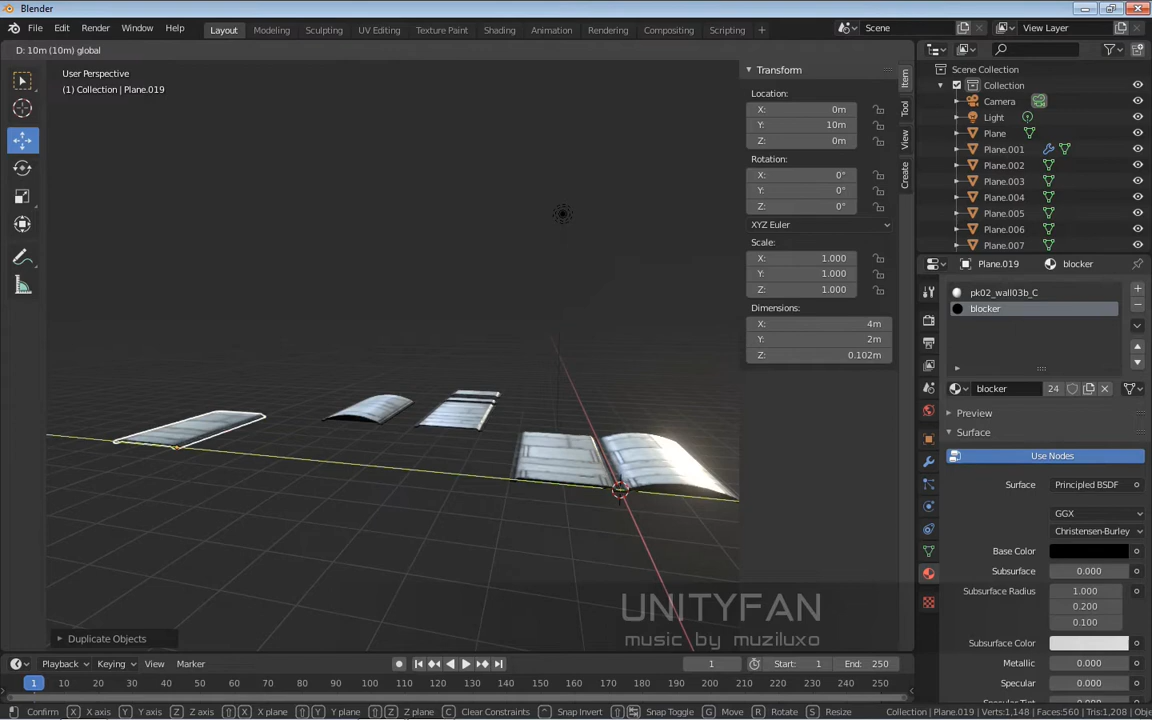 Blender
File Edit Render Window Help
Layout Modeling Sculpting UV Editing Texture Paint Shading Animation Rendering Compositing Scripting +
Scene
View Layer
D: 10m (10m) global
User Perspective
(1) Collection | Plane.019
Transform
Location:
X: 0m
Y: 10m
Z: 0m
Rotation:
X: 0°
Y: 0°
Z: 0°
XYZ Euler
Scale:
X: 1.000
Y: 1.000
Z: 1.000
Dimensions:
X: 4m
Y: 2m
Z: 0.102m
Item
Tool
View
Create
Scene Collection
Collection
Camera
Light
Plane
Plane.001
Plane.002
Plane.003
Plane.004
Plane.005
Plane.006
Plane.007
Plane.019 blocker
pk02_wall03b_C
blocker
blocker 24
Preview
Surface
Use Nodes
Surface Principled BSDF
GGX
Christensen-Burley
Base Color
Subsurface 0.000
Subsurface Radius 1.000
0.200
0.100
Subsurface Color
Metallic 0.000
Specular 0.000
UNITYFAN
music by muziluxo
Duplicate Objects
Playback Keying View Marker
1
Start: 1
End: 250
1 10 20 30 40 50 60 70 80 90 100 110 120 130 140 150 160 170 180 190 200 210 220 230 240 250
Confirm X X axis Y Y axis Z Z axis X X plane Y Y plane Z Z plane C Clear Constraints Snap Invert Snap Toggle G Move R Rotate S Resize
Collection | Plane.019 | Verts:1,148 | Faces:560 | Tris:1,208 | Obje